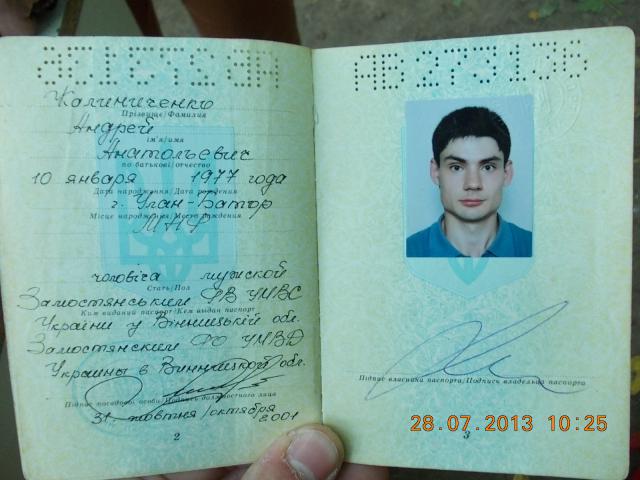 Калиниченко
Прізвище/Фамилия
Андрей
ім'я/имя
Анатольевич
по батькові/отчество
10 января 1977 года
Дата народження/Дата рождения
г. Улан-Батор
Місце народження/Место рождения
МНР
чоловіча мужской
Стать/Пол
Замостянським РВ УМВС
Ким виданий паспорт/Кем выдан паспорт
України у Вінницькій обл.
Замостянским РО УМВД
Украины в Винницкой обл.
Підпис посадової особи/Подпись должностного лица
31 жовтня/октября
2001
2
АВ 273135
Підпис власника паспорта/Подпись владельца паспорта
28.07.2013 10:25
3